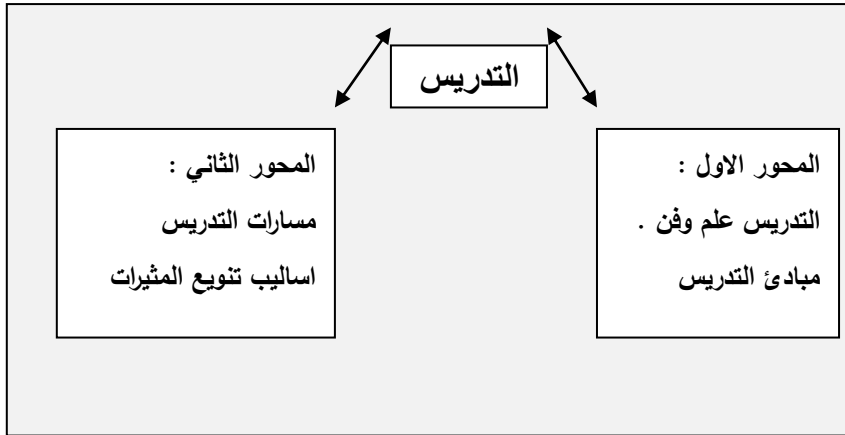 التدريس
المحور الاول :
التدريس علم وفن .
مبادئ التدريس
المحور الثاني :
مسارات التدريس
اساليب تنويع المثيرات